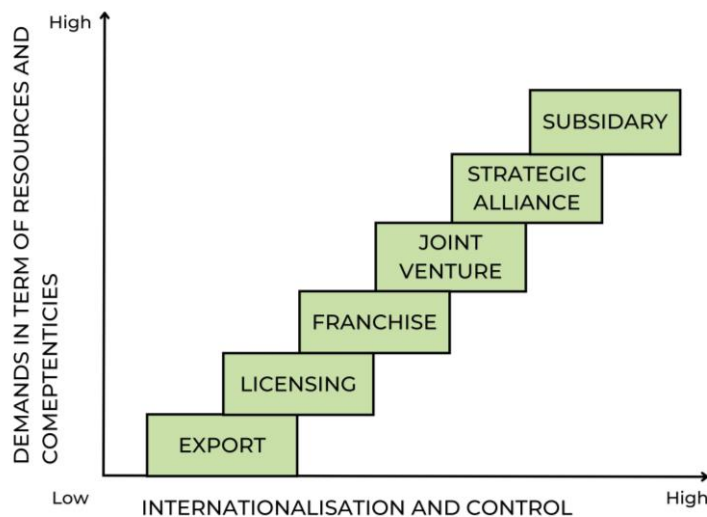 High
DEMANDS IN TERM OF RESOURCES AND
COMEPTENTICIES
SUBSIDARY
STRATEGIC
ALLIANCE
JOINT
VENTURE
FRANCHISE
LICENSING
EXPORT
Low
INTERNATIONALISATION AND CONTROL
High